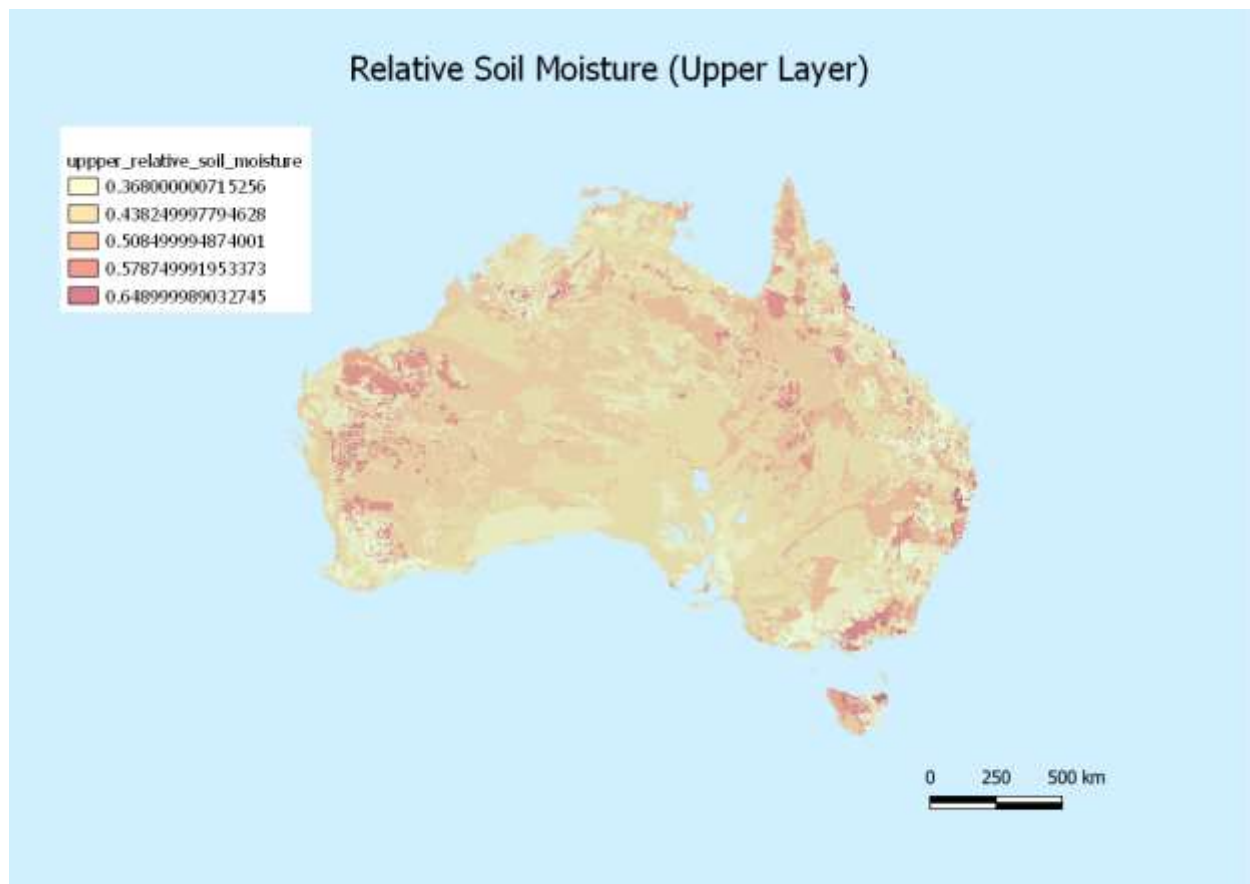 Relative Soil Moisture (Upper Layer)
uppper_relative_soil_moisture
0.368000000715256
0.438249997794628
0.508499994874001
0.578749991953373
0.648999989032745
0 250 500 km